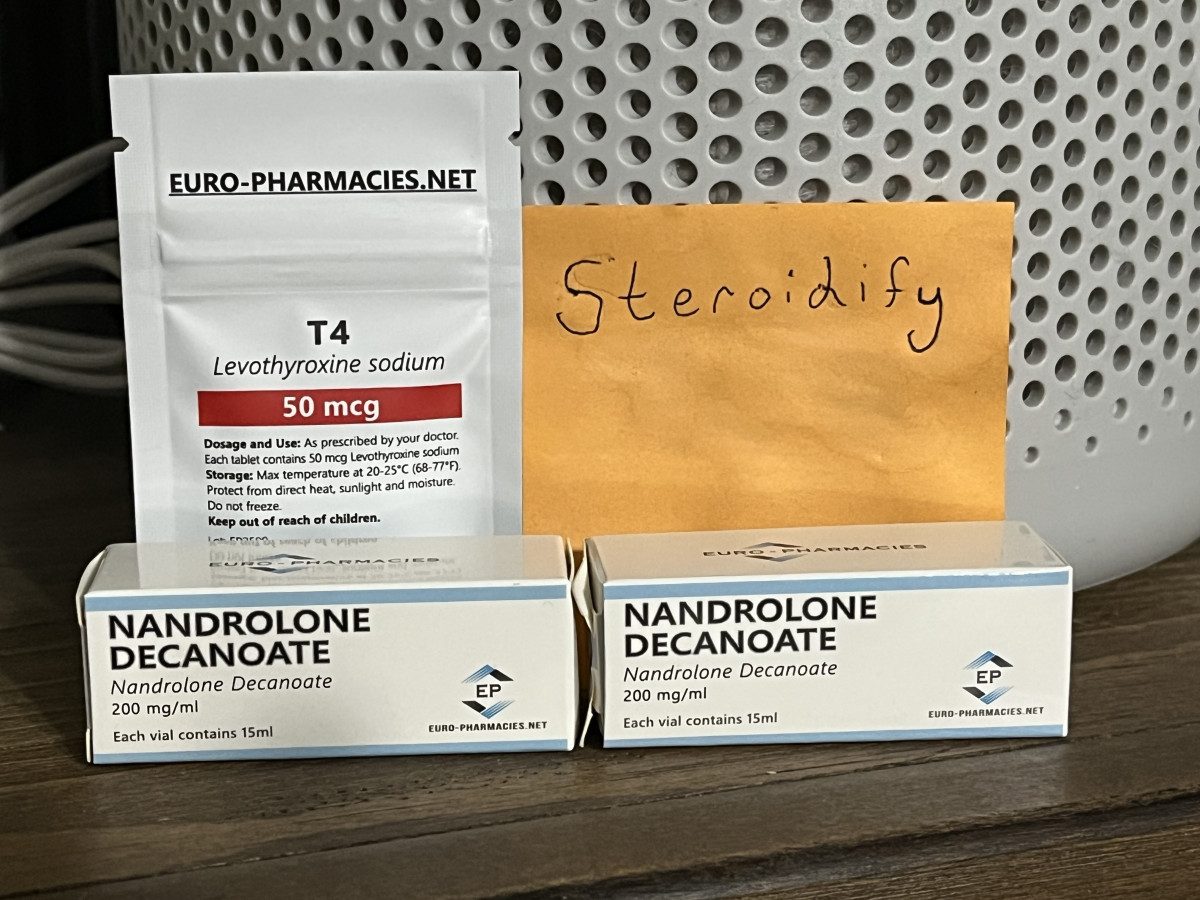 EURO-PHARMACIES.NET
T4
Levothyroxine sodium
50 mcg
Dosage and Use: As prescribed by your doctor.
Each tablet contains 50 mcg Levothyroxine sodium
Storage: Max temperature at 20-25°C (68-77°F).
Protect from direct heat, sunlight and moisture.
Do not freeze.
Keep out of reach of children.
Steroidify
EURO-PHARMACIES
NANDROLONE
DECANOATE
Nandrolone Decanoate
200 mg/ml
Each vial contains 15ml
EP
EURO-PHARMACIES.NET
EURO-PHARMACIES
NANDROLONE
DECANOATE
Nandrolone Decanoate
200 mg/ml
Each vial contains 15ml
EP
EURO-PHARMACIES.NET